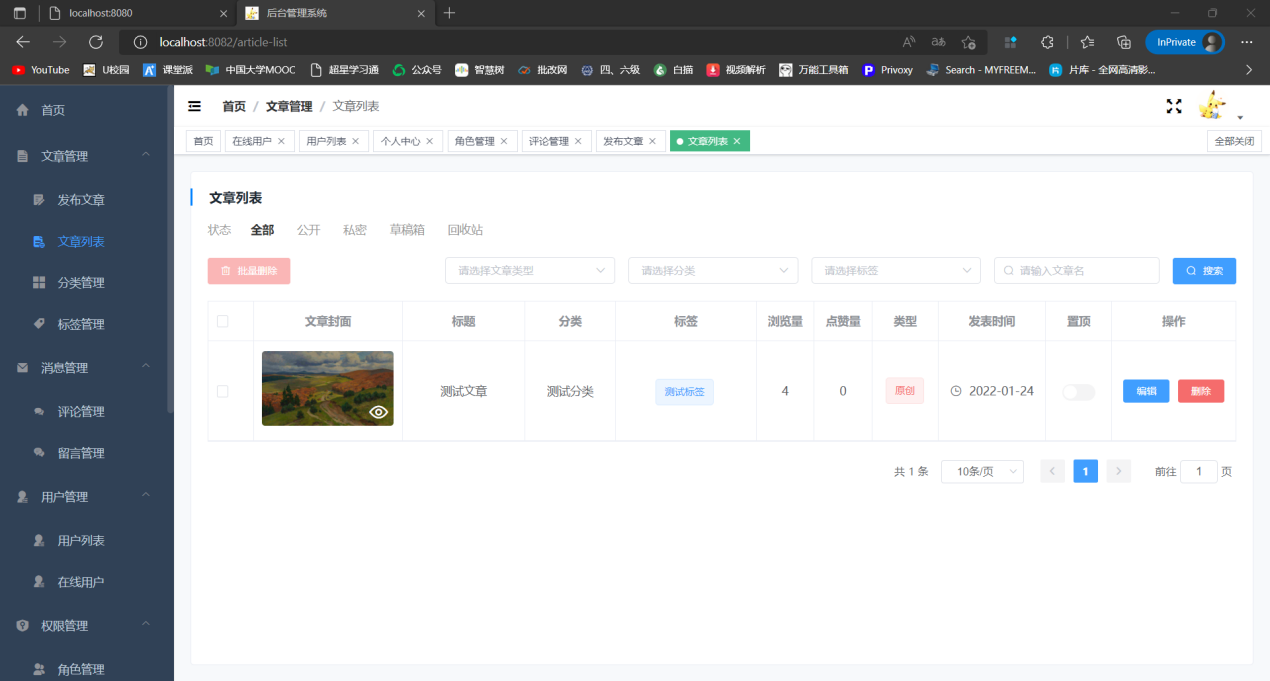 localhost:8080
后台管理系统
localhost:8082/article-list
InPrivate
YouTube U校园 课堂派 中国大学MOOC 超星学习通 公众号 智慧树 批改网 四、六级 白描 视频解析 万能工具箱 Privoxy Search - MYFREEM... 片库 - 全网高清影...
首页
文章管理
发布文章
文章列表
分类管理
标签管理
消息管理
评论管理
留言管理
用户管理
用户列表
在线用户
权限管理
角色管理
首页 / 文章管理 / 文章列表
首页 在线用户 用户列表 个人中心 角色管理 评论管理 发布文章 文章列表 全部关闭
文章列表
状态 全部 公开 私密 草稿箱 回收站
批量删除 请选择文章类型 请选择分类 请选择标签 请输入文章名 搜索
文章封面 标题 分类 标签 浏览量 点赞量 类型 发表时间 置顶 操作
测试文章 测试分类 测试标签 4 0 原创 2022-01-24 编辑 删除
共 1 条 10条/页 1 前往 1 页